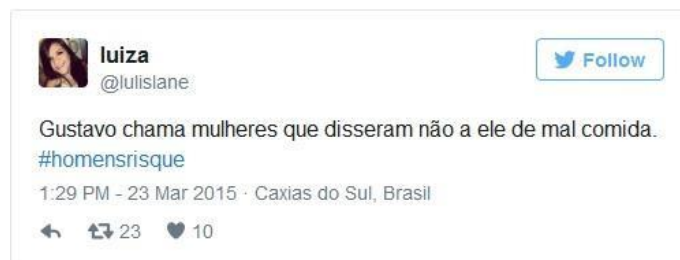 luiza
@lulislane
Follow
Gustavo chama mulheres que disseram não a ele de mal comida.
#homensrisque
1:29 PM - 23 Mar 2015 · Caxias do Sul, Brasil
23 10